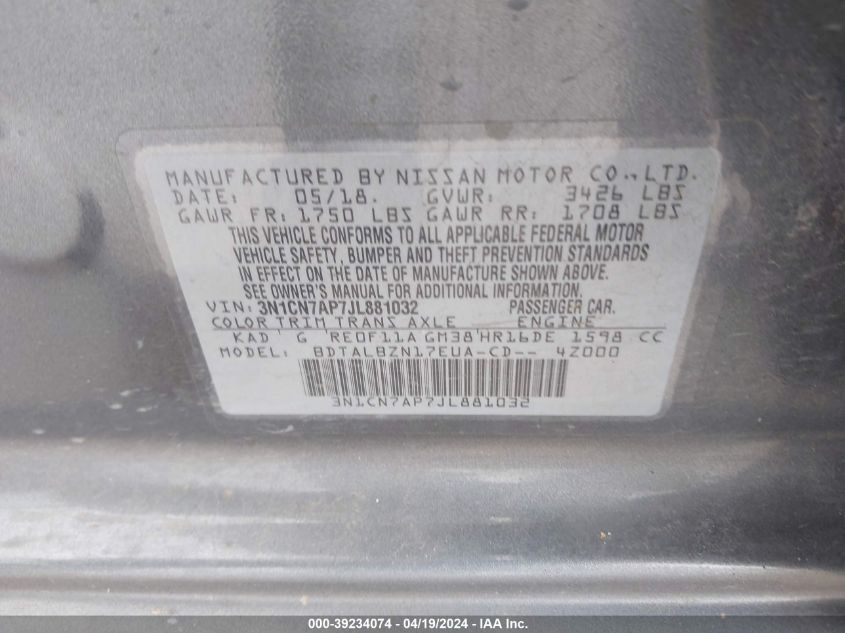 MANUFACTURED BY NISSAN MOTOR CO., LTD.
DATE: 05/18. GVWR: 3426 LBS
GAWR FR: 1750 LBS GAWR RR: 1708 LBS
THIS VEHICLE CONFORMS TO ALL APPLICABLE FEDERAL MOTOR
VEHICLE SAFETY, BUMPER AND THEFT PREVENTION STANDARDS
IN EFFECT ON THE DATE OF MANUFACTURE SHOWN ABOVE.
SEE OWNER'S MANUAL FOR ADDITIONAL INFORMATION.
VIN: 3N1CN7AP7JL881032 PASSENGER CAR.
COLOR TRIM TRANS AXLE ENGINE
KAD G RE0F11A GM38 HR16DE 1598 CC
MODEL: BDTALBZN17EUA-CD-- 4Z000
3N1CN7AP7JL881032
000-39234074 - 04/19/2024 - IAA, Inc.